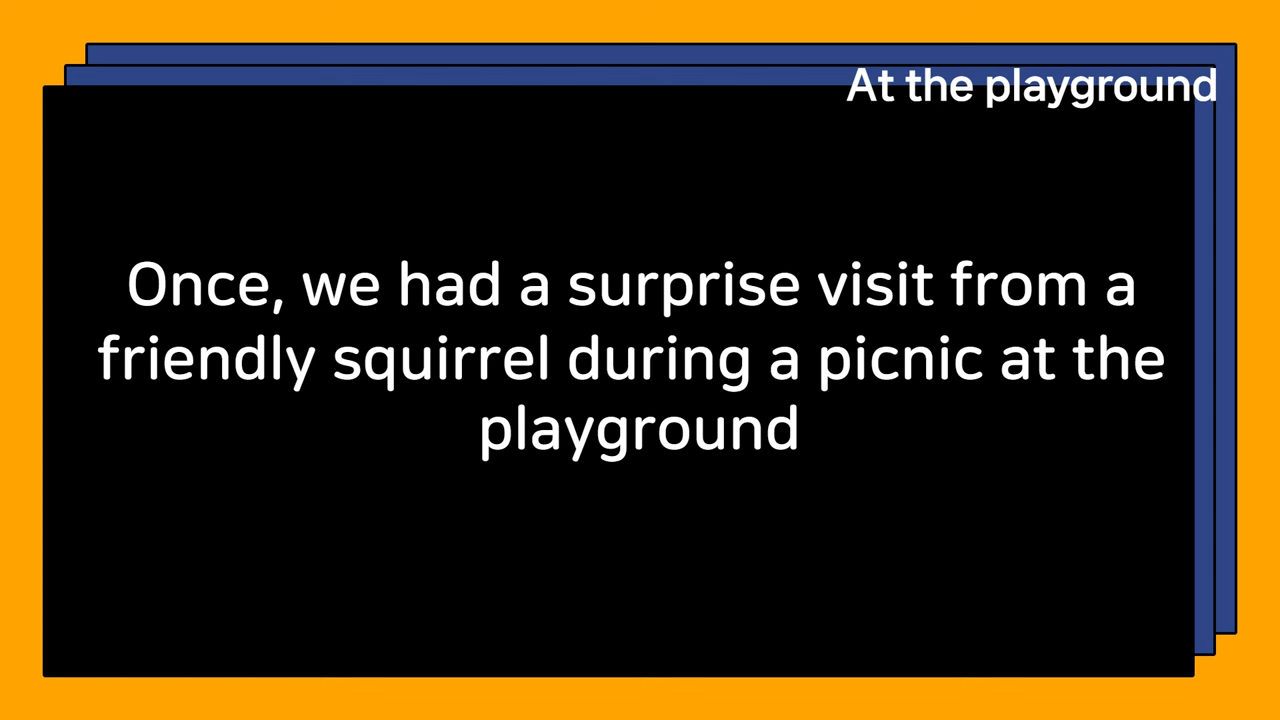 At the playground
Once, we had a surprise visit from a
friendly squirrel during a picnic at the
playground